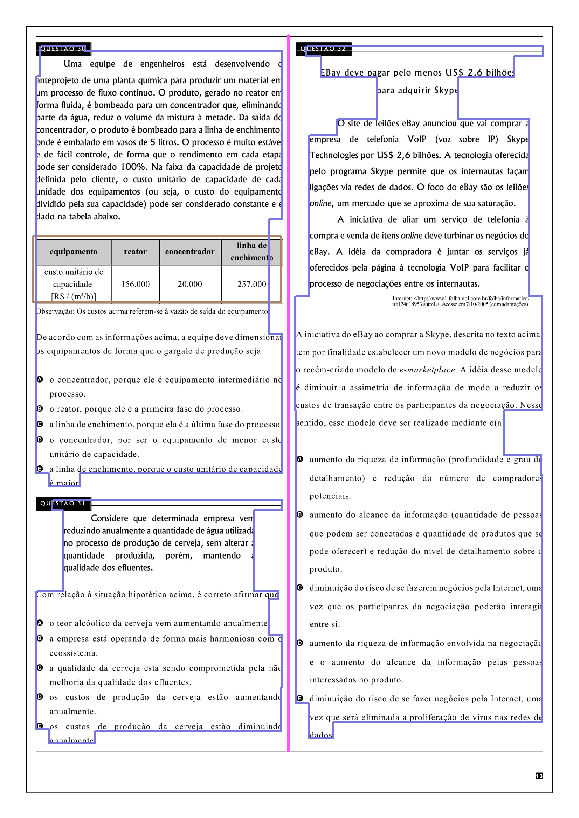 QUESTÃO 30
Uma equipe de engenheiros está desenvolvendo o
anteprojeto de uma planta química para produzir um material em
um processo de fluxo contínuo. O produto, gerado no reator em
forma fluida, é bombeado para um concentrador que, eliminando
parte da água, reduz o volume da mistura à metade. Da saída do
concentrador, o produto é bombeado para a linha de enchimento,
onde é embalado em vasos de 5 litros. O processo é muito estável
e de fácil controle, de forma que o rendimento em cada etapa
pode ser considerado 100%. Na faixa da capacidade de projeto
definida pelo cliente, o custo unitário de capacidade de cada
unidade dos equipamentos (ou seja, o custo do equipamento
dividido pela sua capacidade) pode ser considerado constante e é
dado na tabela abaixo.
equipamento reator concentrador linha de enchimento
custo unitário de
capacidade
[R$ / (m³/h)] 156.000 20.000 257.000
Observação: Os custos acima referem-se à vazão de saída do equipamento.
De acordo com as informações acima, a equipe deve dimensionar
os equipamentos de forma que o gargalo de produção seja
A o concentrador, porque ele é equipamento intermediário no
processo.
B o reator, porque ele é a primeira fase do processo.
C a linha de enchimento, porque ela é a última fase do processo.
D o concentrador, por ser o equipamento de menor custo
unitário de capacidade.
E a linha de enchimento, porque o custo unitário de capacidade
é maior.
QUESTÃO 31
Considere que determinada empresa vem
reduzindo anualmente a quantidade de água utilizada
no processo de produção de cerveja, sem alterar a
quantidade produzida, porém, mantendo a
qualidade dos efluentes.
Com relação à situação hipotética acima, é correto afirmar que
A o teor alcóolico da cerveja vem aumentando anualmente.
B a empresa está operando de forma mais harmoniosa com o
ecossistema.
C a qualidade da cerveja está sendo comprometida pela não
melhoria da qualidade dos efluentes.
D os custos de produção da cerveja estão aumentando
anualmente.
E os custos de produção da cerveja estão diminuindo
anualmente.
QUESTÃO 32
EBay deve pagar pelo menos US$ 2,6 bilhões
para adquirir Skype
O site de leilões eBay anunciou que vai comprar a
empresa de telefonia VoIP (voz sobre IP) Skype
Technologies por US$ 2,6 bilhões. A tecnologia oferecida
pelo programa Skype permite que os internautas façam
ligações via redes de dados. O foco do eBay são os leilões
online, um mercado que se aproxima de sua saturação.
A iniciativa de aliar um serviço de telefonia à
compra e venda de itens online deve turbinar os negócios do
eBay. A idéia da compradora é juntar os serviços já
oferecidos pela página à tecnologia VoIP para facilitar o
processo de negociação entre os internautas.
A iniciativa do eBay ao comprar a Skype, descrita no texto acima,
tem por finalidade estabelecer um novo modelo de negócios para
o recém-criado modelo de e-marketplace. A idéia desse modelo
é diminuir a assimetria de informação de modo a reduzir os
custos de transação entre os participantes da negociação. Nesse
sentido, esse modelo deve ser realizado mediante o(a)
A aumento da riqueza de informação (profundidade e grau de
detalhamento) e redução do número de compradores
potenciais.
B aumento do alcance da informação (quantidade de pessoas
que podem ser conectadas e quantidade de produtos que se
pode oferecer) e redução do nível de detalhamento sobre o
produto.
C diminuição do risco de se fazerem negócios pela Internet, uma
vez que os participantes da negociação poderão interagir
entre si.
D aumento da riqueza de informação envolvida na negociação
e o aumento do alcance da informação pelas pessoas
interessadas no produto.
E diminuição do risco de se fazer negócios pela Internet, uma
vez que será eliminada a proliferação de vírus nas redes de
dados.